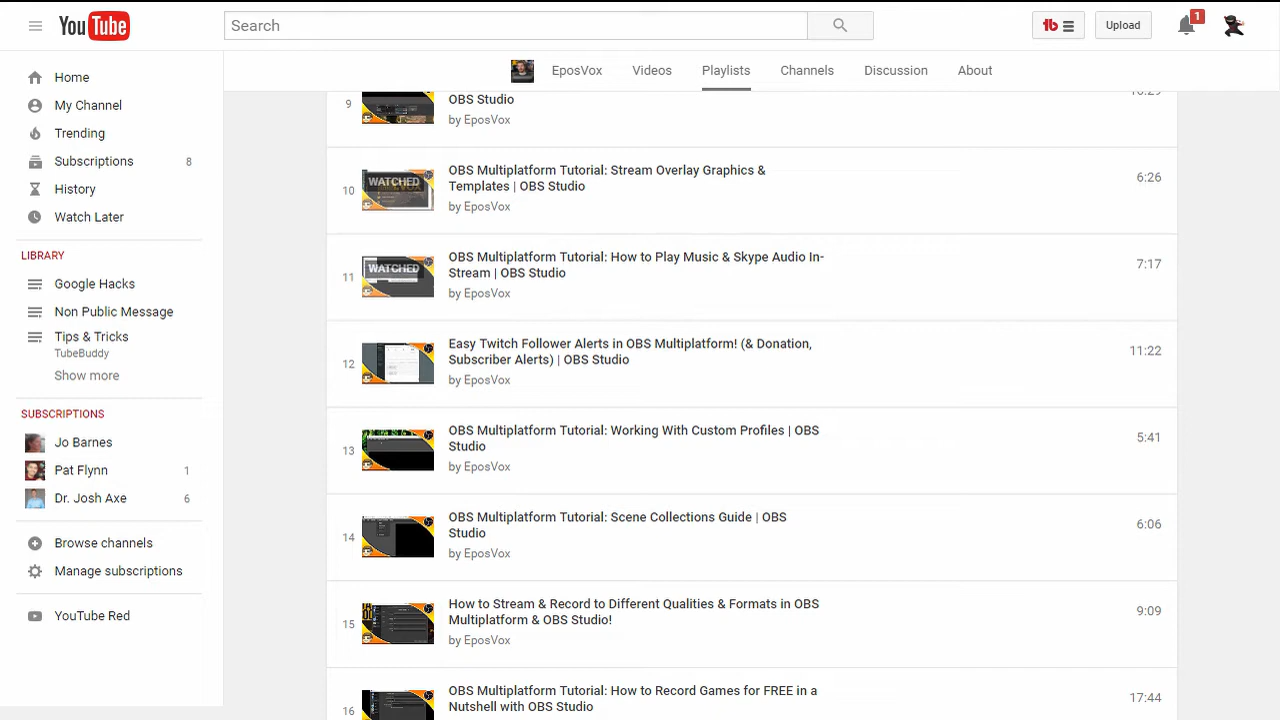 YouTube
Search
Upload
1
EposVox
Videos
Playlists
Channels
Discussion
About
Home
My Channel
Trending
Subscriptions 8
History
Watch Later
LIBRARY
Google Hacks
Non Public Message
Tips & Tricks
TubeBuddy
Show more
SUBSCRIPTIONS
Jo Barnes
Pat Flynn 1
Dr. Josh Axe 6
Browse channels
Manage subscriptions
YouTube Red
9
OBS Studio
by EposVox
10
WATCHED
OBS Multiplatform Tutorial: Stream Overlay Graphics &
Templates | OBS Studio
by EposVox
6:26
11
WATCHED
OBS Multiplatform Tutorial: How to Play Music & Skype Audio In-
Stream | OBS Studio
by EposVox
7:17
12
Easy Twitch Follower Alerts in OBS Multiplatform! (& Donation,
Subscriber Alerts) | OBS Studio
by EposVox
11:22
13
OBS Multiplatform Tutorial: Working With Custom Profiles | OBS
Studio
by EposVox
5:41
14
OBS Multiplatform Tutorial: Scene Collections Guide | OBS
Studio
by EposVox
6:06
15
How to Stream & Record to Different Qualities & Formats in OBS
Multiplatform & OBS Studio!
by EposVox
9:09
16
OBS Multiplatform Tutorial: How to Record Games for FREE in
Nutshell with OBS Studio
17:44